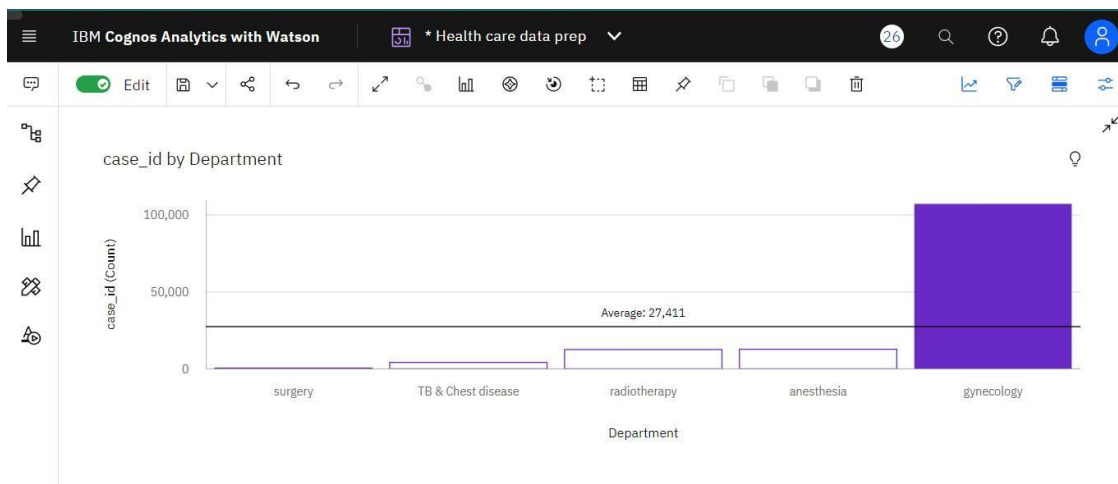 IBM Cognos Analytics with Watson
* Health care data prep
26
Edit
case_id by Department
100,000
50,000
0
case_id (Count)
Average: 27,411
surgery
TB & Chest disease
radiotherapy
anesthesia
gynecology
Department